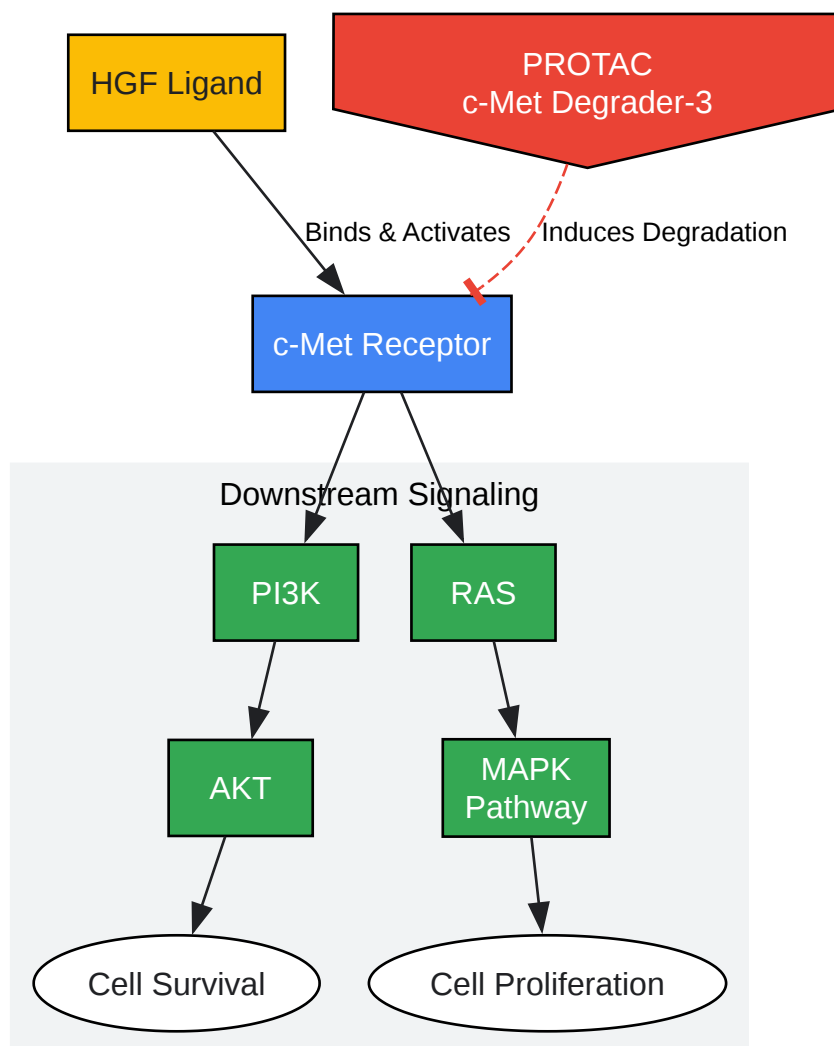 HGF Ligand
PROTAC
c-Met Degrader-3
Binds & Activates
Induces Degradation
c-Met Receptor
Downstream Signaling
PI3K
RAS
AKT
MAPK
Pathway
Cell Survival
Cell Proliferation